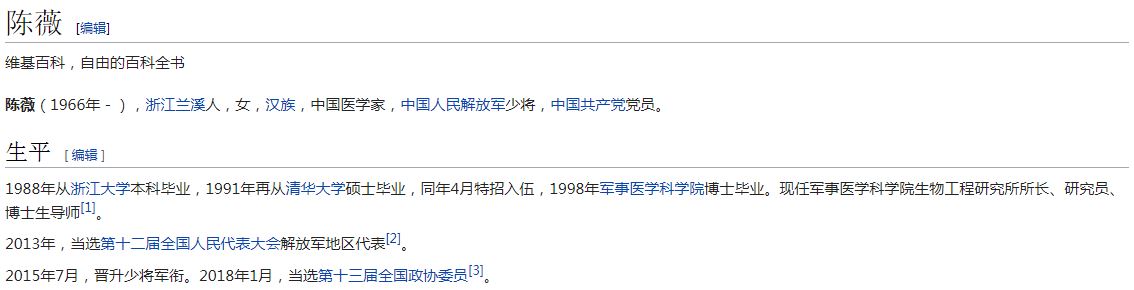 陈薇 [编辑]
维基百科，自由的百科全书
陈薇（1966年－），浙江兰溪人，女，汉族，中国医学家，中国人民解放军少将，中国共产党党员。
生平 [ 编辑 ]
1988年从浙江大学本科毕业，1991年再从清华大学硕士毕业，同年4月特招入伍，1998年军事医学科学院博士毕业。现任军事医学科学院生物工程研究所所长、研究员、
博士生导师[1]。
2013年，当选第十二届全国人民代表大会解放军地区代表[2]。
2015年7月，晋升少将军衔。2018年1月，当选第十三届全国政协委员[3]。